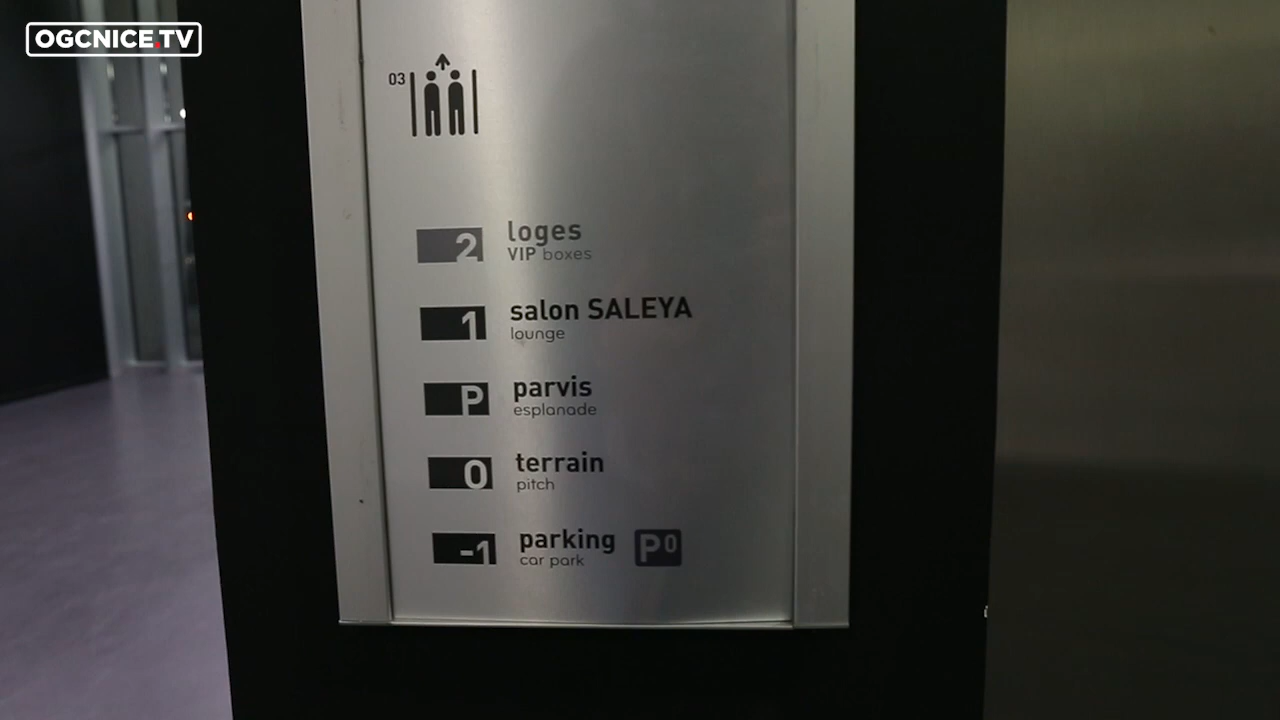 OGCNICE.TV
03
2 loges
VIP boxes
1 salon SALEYA
lounge
P parvis
esplanade
0 terrain
pitch
-1 parking P0
car park